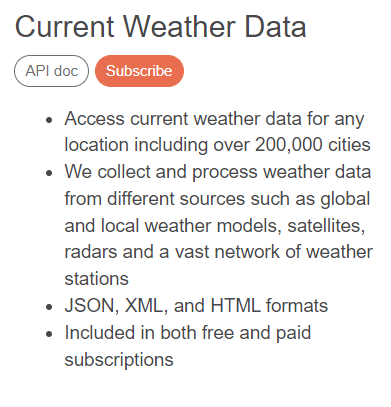 Current Weather Data
API doc
Subscribe
Access current weather data for any
location including over 200,000 cities
We collect and process weather data
from different sources such as global
and local weather models, satellites,
radars and a vast network of weather
stations
JSON, XML, and HTML formats
Included in both free and paid
subscriptions